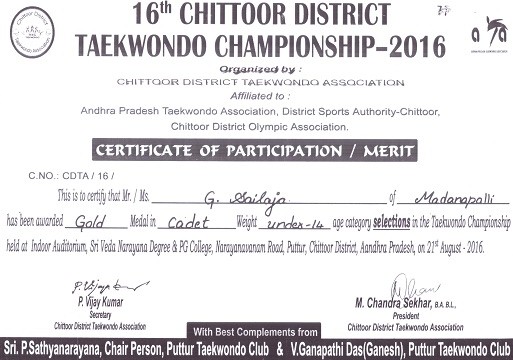 16th CHITTOOR DISTRICT
TAEKWONDO CHAMPIONSHIP-2016
Organized by :
CHITTOOR DISTRICT TAEKWONDO ASSOCIATION
Affiliated to :
Andhra Pradesh Taekwondo Association, District Sports Authority-Chittoor,
Chittoor District Olympic Association.
CERTIFICATE OF PARTICIPATION / MERIT
C.NO.: CDTA / 16 /
This is to certify that Mr. / Ms. G. Sailaja of Madanapalli
has been awarded Gold Medal in Cadet Weight under-14 age category selections in the Taekwondo Championship
held at Indoor Auditorium, Sri Veda Narayana Degree & PG College, Narayanavanam Road, Puttur, Chittoor District, Aandhra Pradesh, on 21st August - 2016.
P. Vijay Kumar
Secretary
Chittoor District Taekwondo Association
M. Chandra Sekhar, B.A.B.L.,
President
Chittoor District Taekwondo Association
With Best Complements from
Sri. P.Sathyanarayana, Chair Person, Puttur Taekwondo Club & V.Ganapathi Das(Ganesh), Puttur Taekwondo Club